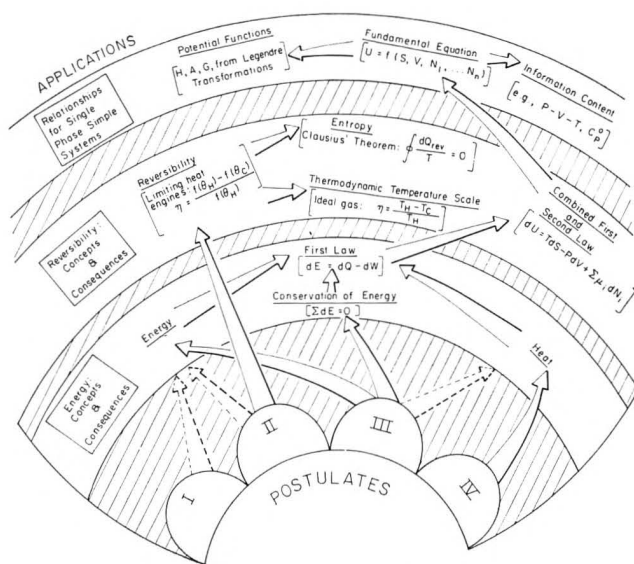 APPLICATIONS
Potential Functions
[H, A, G, from Legendre
Transformations
Fundamental Equation
[U = f (S, V, N₁, ... Nₙ)]
Information Content
[e.g., P-V-T, C°ₚ]
Relationships
for Single
Phase Simple
Systems
Entropy
[Clausius' Theorem: ∮ dQrev/T = 0]
Reversibility
[Limiting heat
engines: f(θH) - f(θC)
η = f(θH)]
Thermodynamic Temperature Scale
[Ideal gas: η = TH - TC / TH]
Combined First
and
Second Law
[dU = TdS - PdV + Σμᵢ dNᵢ]
Reversibility:
Concepts
&
Consequences
First Law
[dE = dQ - dW]
Conservation of Energy
[ΣdE = 0]
Energy
Heat
Energy:
Concepts
&
Consequences
I
II
III
IV
POSTULATES